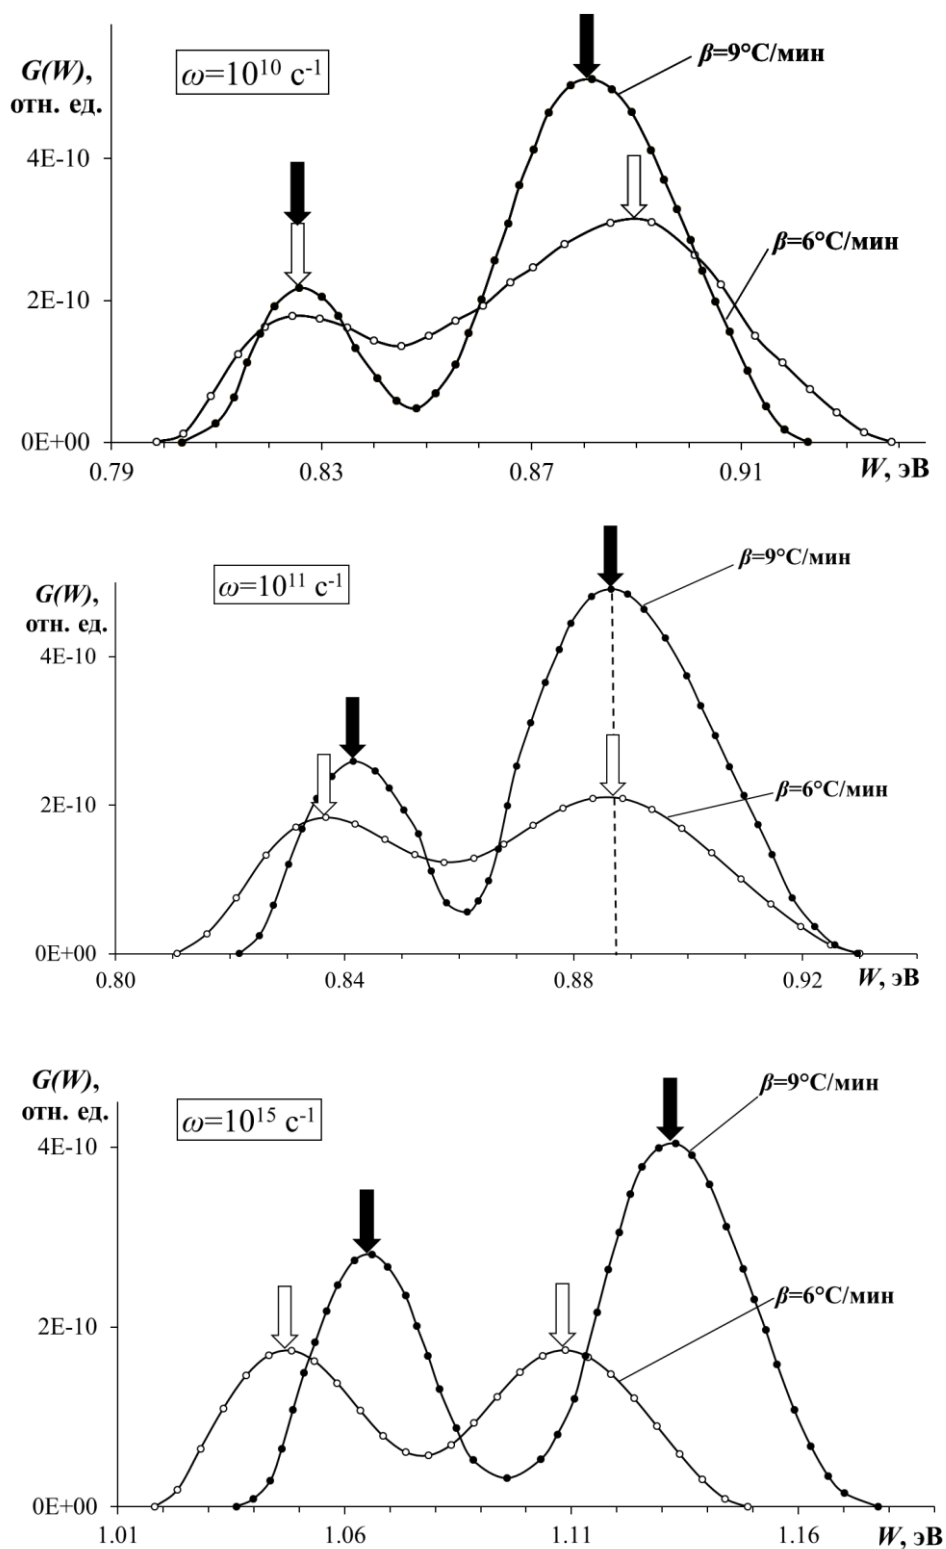 G(W),
отн. ед.
ω=10¹⁰ c⁻¹
β=9°C/мин
β=6°C/мин
4E-10
2E-10
0E+00
0.79 0.83 0.87 0.91 W, эВ
G(W),
отн. ед.
ω=10¹¹ c⁻¹
β=9°C/мин
β=6°C/мин
4E-10
2E-10
0E+00
0.80 0.84 0.88 0.92 W, эВ
G(W),
отн. ед.
ω=10¹⁵ c⁻¹
β=9°C/мин
β=6°C/мин
4E-10
2E-10
0E+00
1.01 1.06 1.11 1.16 W, эВ